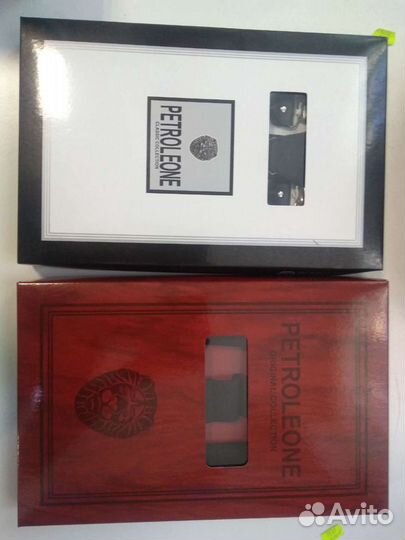 PETROLEONE
CLASSIC COLLECTION
PETROLEONE
ORIGINAL COLLECTION
Avito